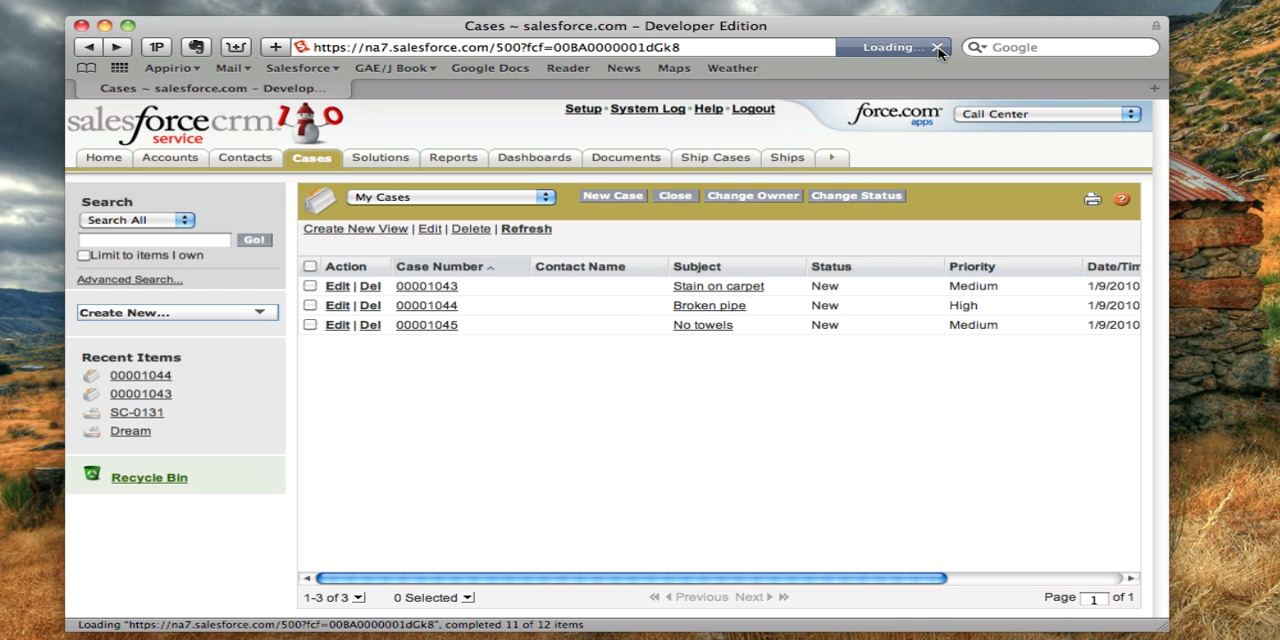 Cases ~ salesforce.com – Developer Edition
1P + https://na7.salesforce.com/500?fcf=00BA0000001dGk8 Loading... Google
Appirio Mail Salesforce GAE/J Book Google Docs Reader News Maps Weather
Cases ~ salesforce.com – Develop...
salesforcecrm 10
service
Setup · System Log · Help · Logout
force.com
apps
Call Center
Home Accounts Contacts Cases Solutions Reports Dashboards Documents Ship Cases Ships
Search
Search All
Go!
Limit to items I own
Advanced Search...
Create New...
Recent Items
00001044
00001043
SC-0131
Dream
Recycle Bin
My Cases New Case Close Change Owner Change Status ?
Create New View | Edit | Delete | Refresh
Action Case Number Contact Name Subject Status Priority Date/Tim
Edit | Del 00001043 Stain on carpet New Medium 1/9/2010
Edit | Del 00001044 Broken pipe New High 1/9/2010
Edit | Del 00001045 No towels New Medium 1/9/2010
1-3 of 3 0 Selected Previous Next Page 1 of 1
Loading "https://na7.salesforce.com/500?fcf=00BA0000001dGk8", completed 11 of 12 items